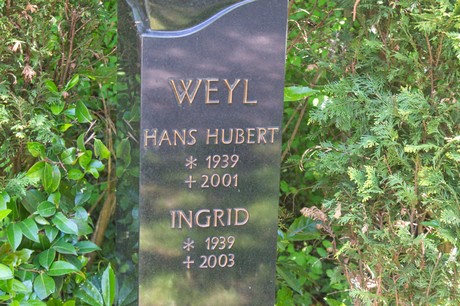 WEYL
HANS HUBERT
* 1939
+ 2001
INGRID
* 1939
+ 2003